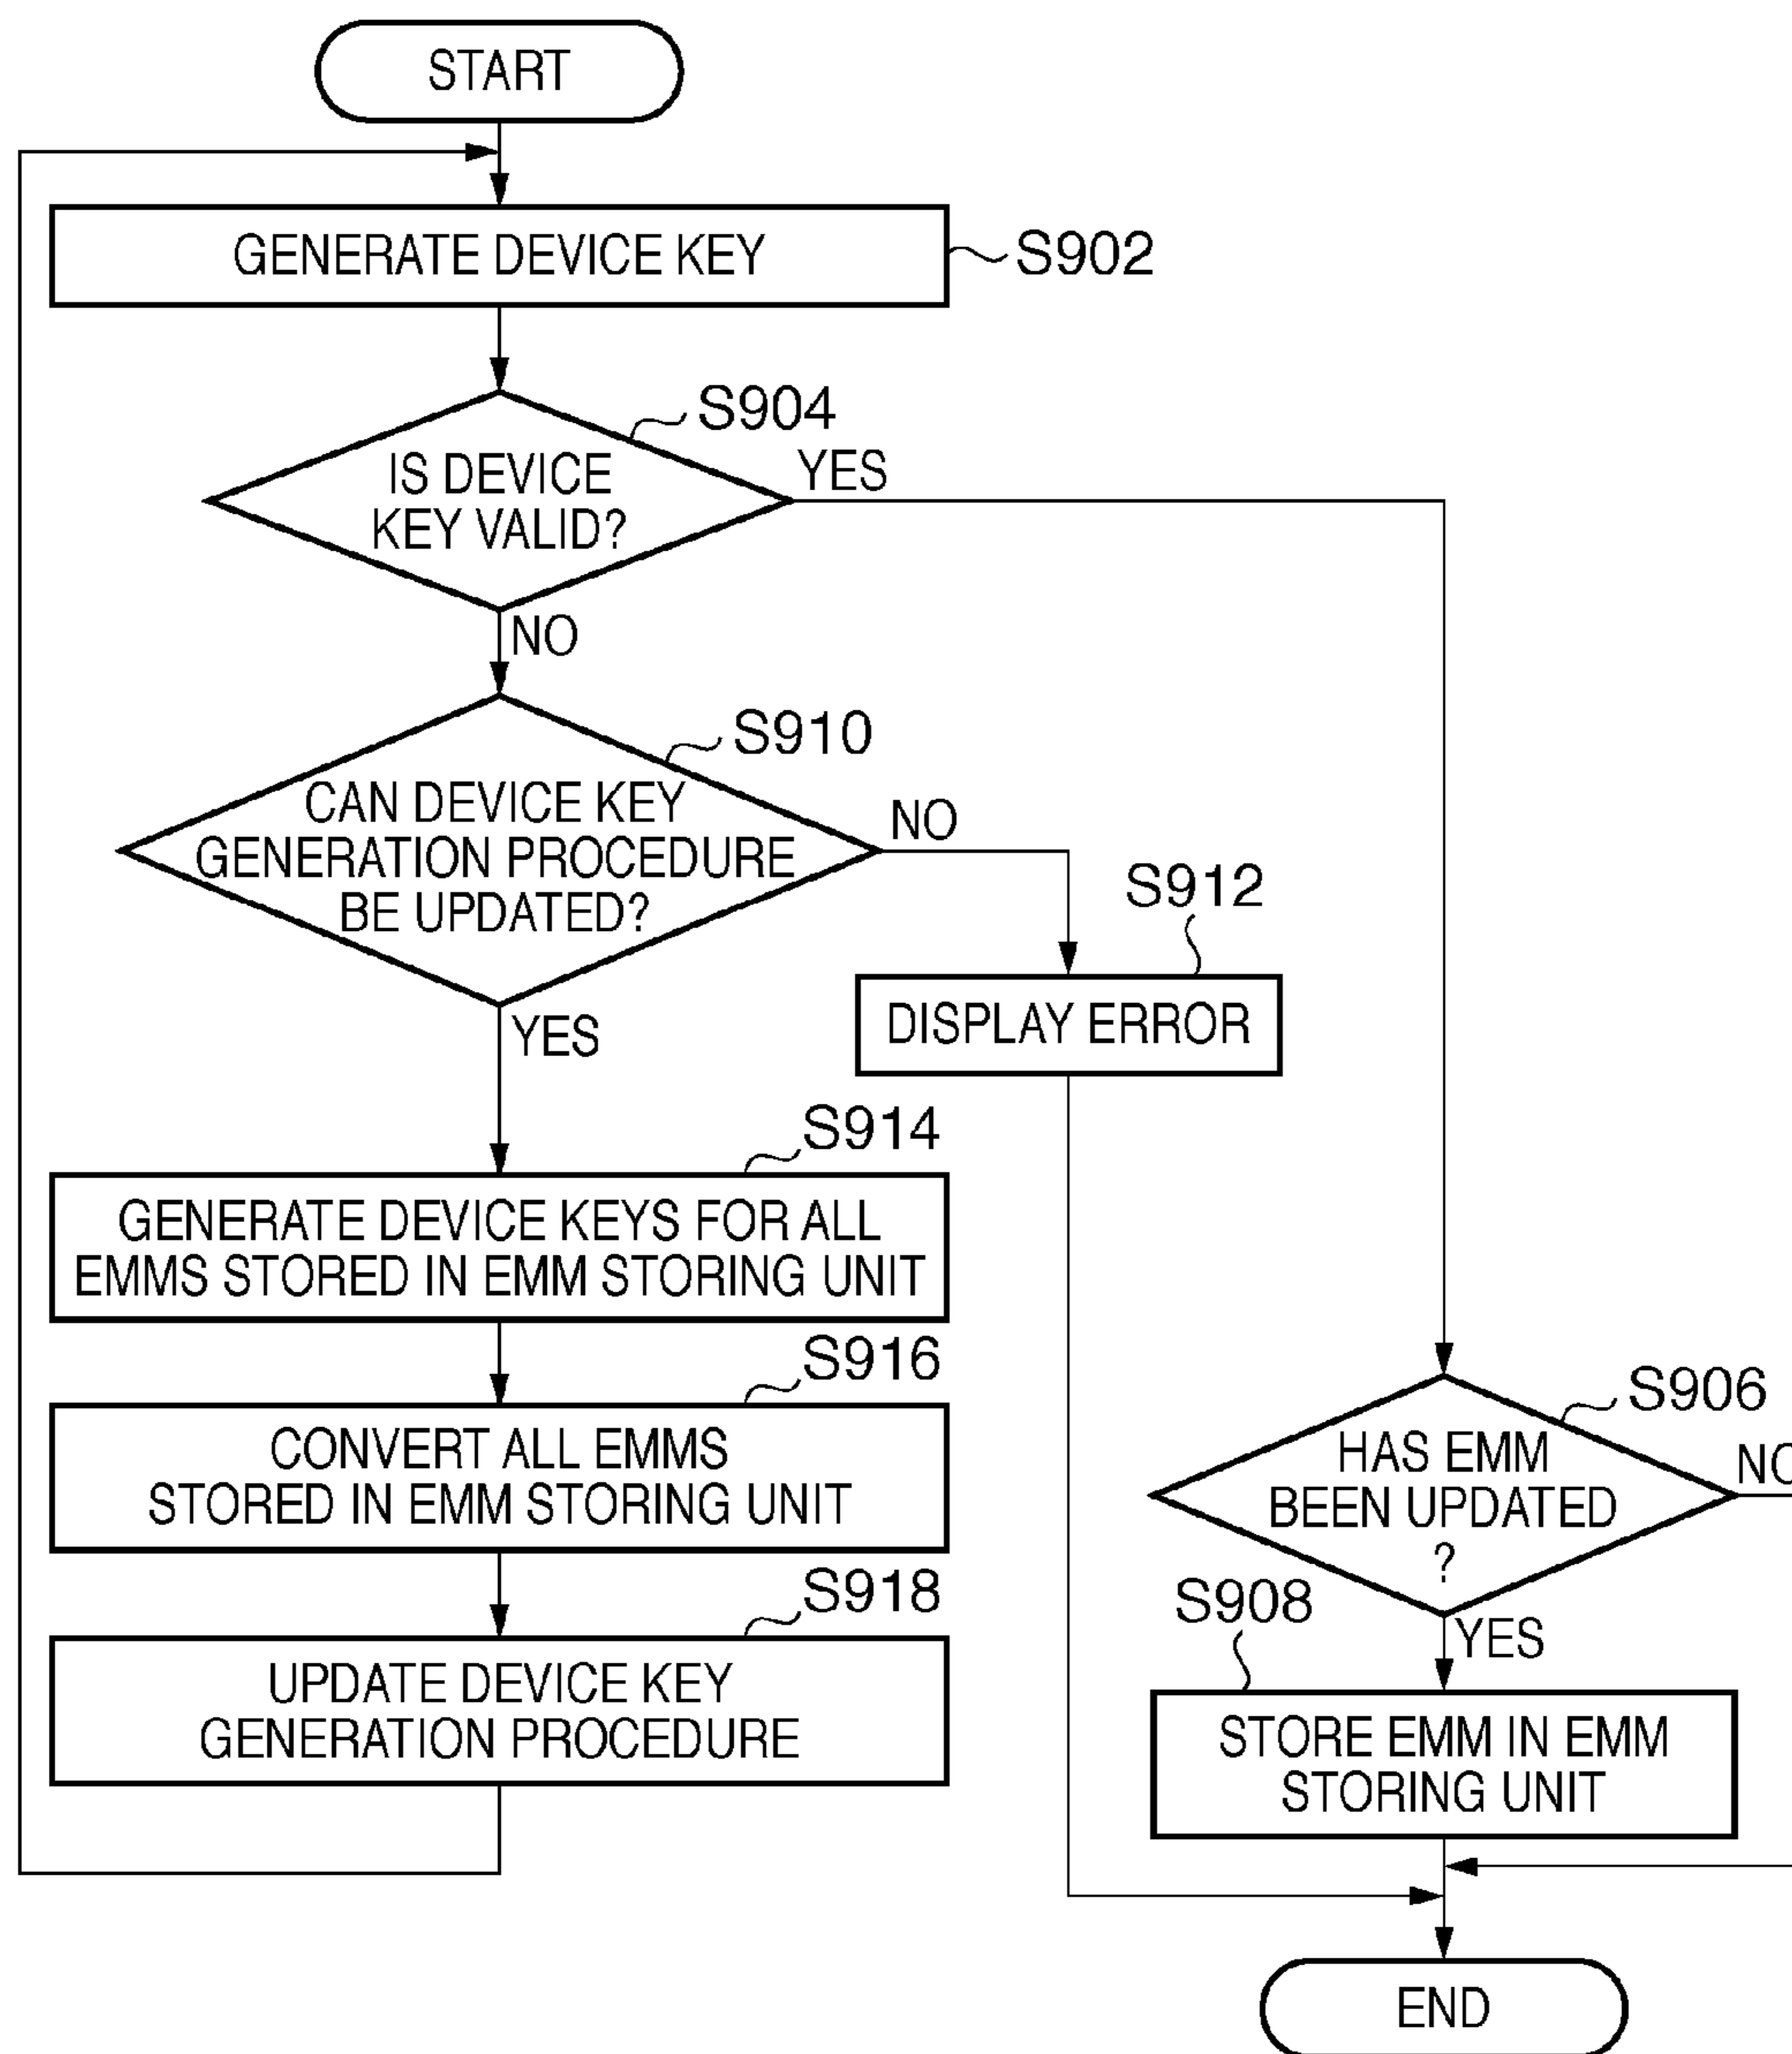 START
GENERATE DEVICE KEY
S902
S904
IS DEVICE
KEY VALID?
YES
NO
S910
CAN DEVICE KEY
GENERATION PROCEDURE
BE UPDATED?
NO
YES
S912
DISPLAY ERROR
S914
GENERATE DEVICE KEYS FOR ALL
EMMS STORED IN EMM STORING UNIT
S916
CONVERT ALL EMMS
STORED IN EMM STORING UNIT
S918
UPDATE DEVICE KEY
GENERATION PROCEDURE
S906
HAS EMM
BEEN UPDATED
?
NO
YES
S908
STORE EMM IN EMM
STORING UNIT
END